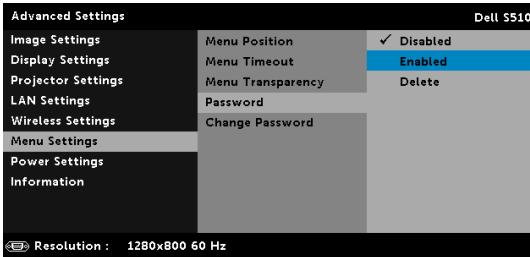 Advanced Settings
Dell S510
Image Settings
Display Settings
Projector Settings
LAN Settings
Wireless Settings
Menu Settings
Power Settings
Information
Menu Position
Menu Timeout
Menu Transparency
Password
Change Password
✓ Disabled
Enabled
Delete
Resolution : 1280x800 60 Hz